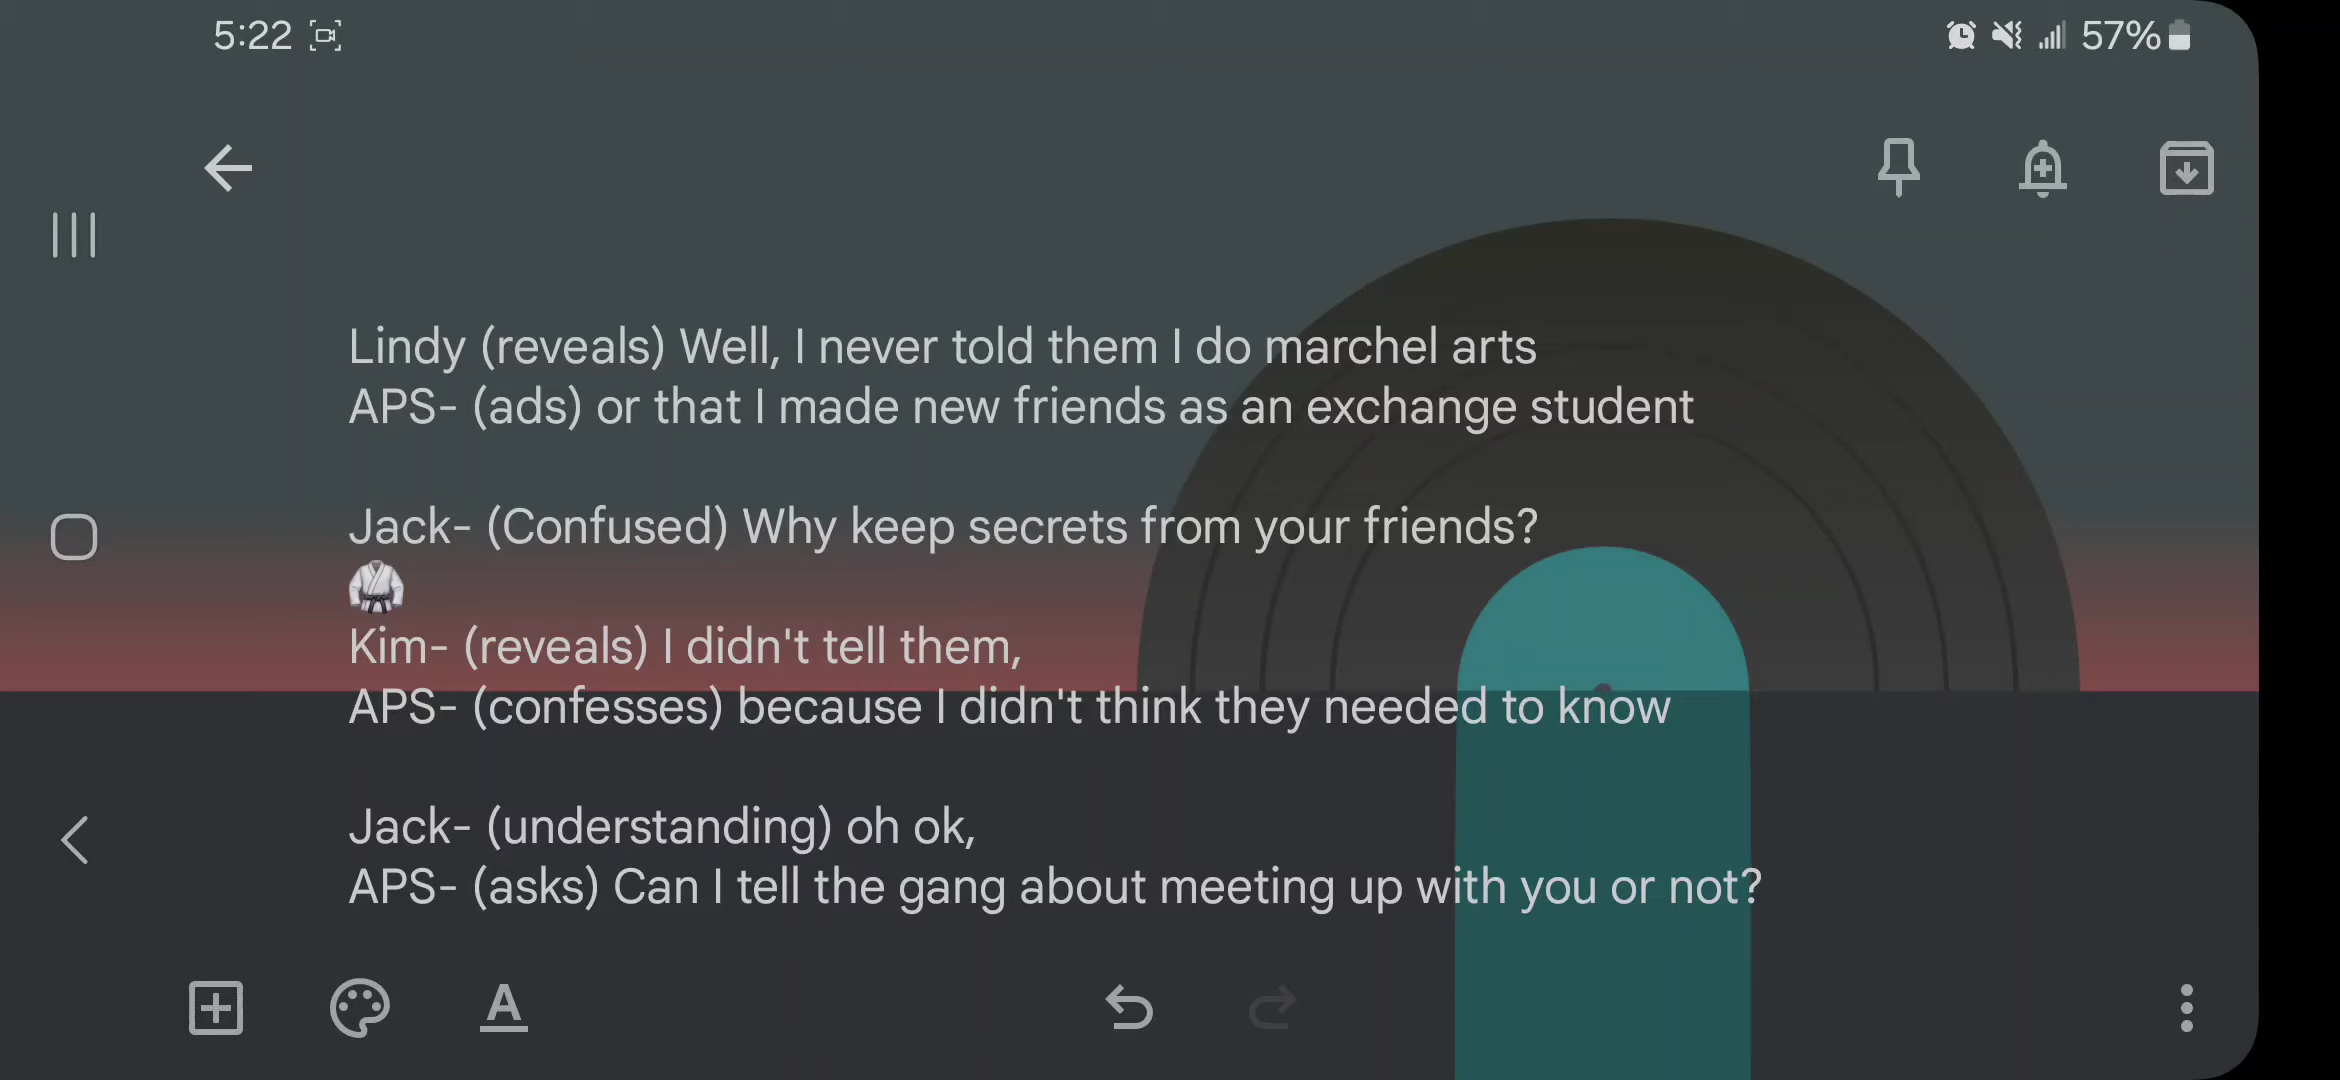 5:22
57%
Lindy (reveals) Well, I never told them I do marchel arts
APS- (ads) or that I made new friends as an exchange student
Jack- (Confused) Why keep secrets from your friends?
🥋
Kim- (reveals) I didn't tell them,
APS- (confesses) because I didn't think they needed to know
Jack- (understanding) oh ok,
APS- (asks) Can I tell the gang about meeting up with you or not?
A